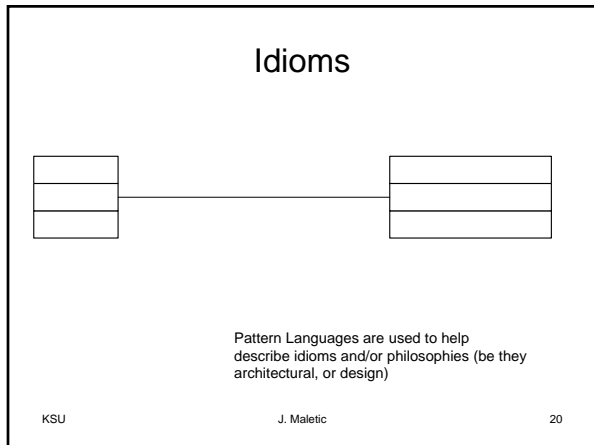 Idioms
Pattern Languages are used to help
describe idioms and/or philosophies (be they
architectural, or design)
KSU J. Maletic 20